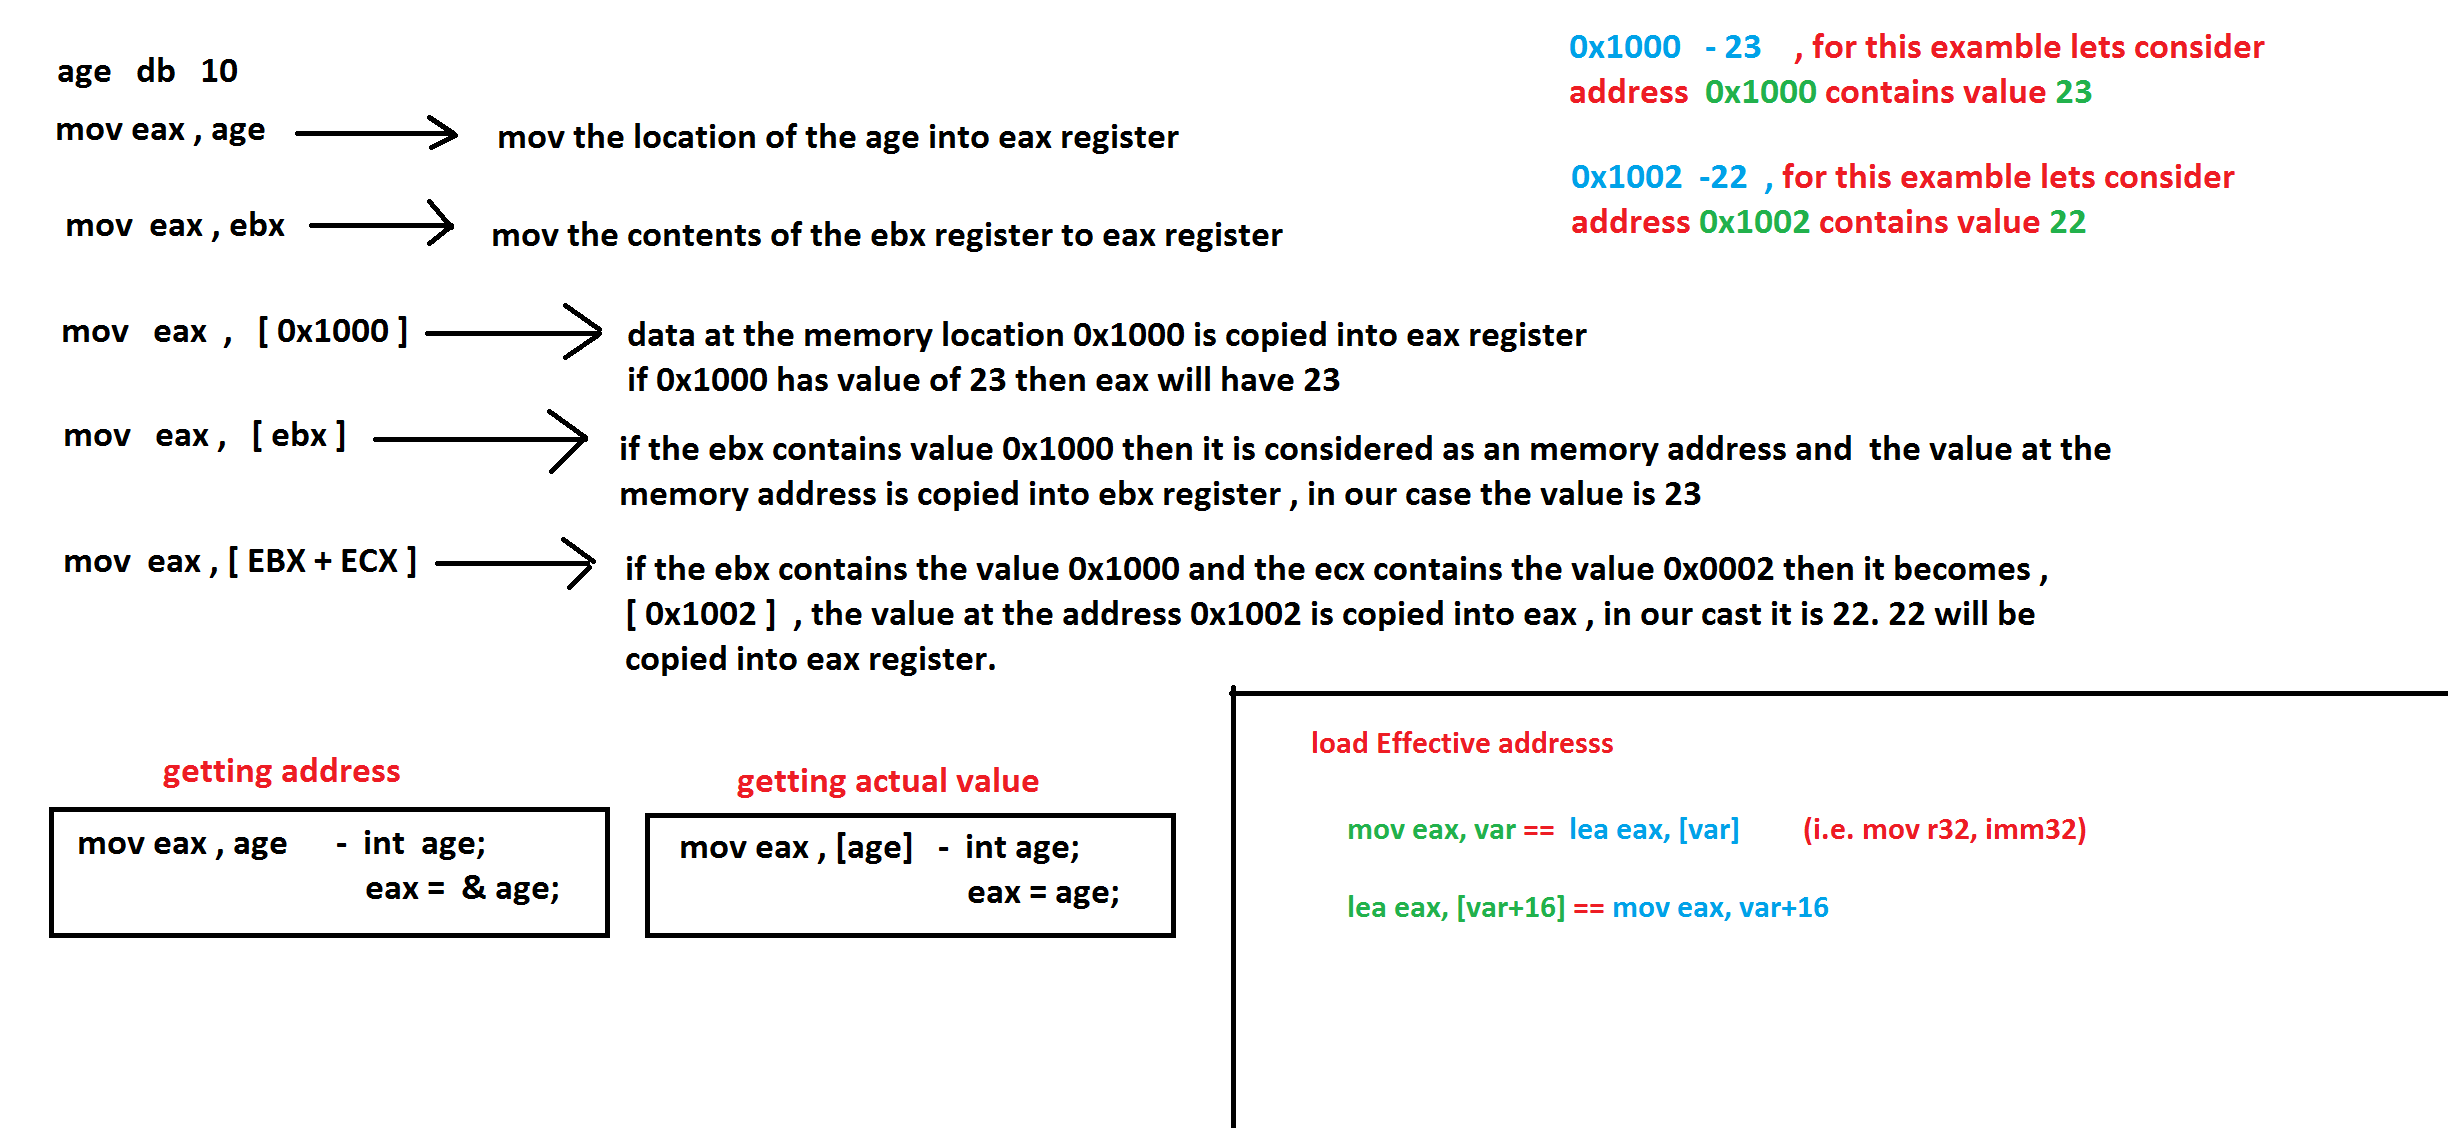 age db 10
mov eax , age
mov the location of the age into eax register
mov eax , ebx
mov the contents of the ebx register to eax register
mov eax , [ 0x1000 ]
data at the memory location 0x1000 is copied into eax register
if 0x1000 has value of 23 then eax will have 23
mov eax , [ ebx ]
if the ebx contains value 0x1000 then it is considered as an memory address and the value at the
memory address is copied into ebx register , in our case the value is 23
mov eax , [ EBX + ECX ]
if the ebx contains the value 0x1000 and the ecx contains the value 0x0002 then it becomes ,
[ 0x1002 ] , the value at the address 0x1002 is copied into eax , in our cast it is 22. 22 will be
copied into eax register.
0x1000 - 23 , for this examble lets consider
address 0x1000 contains value 23
0x1002 -22 , for this examble lets consider
address 0x1002 contains value 22
getting address
mov eax , age - int age;
eax = & age;
getting actual value
mov eax , [age] - int age;
eax = age;
load Effective addresss
mov eax, var == lea eax, [var] (i.e. mov r32, imm32)
lea eax, [var+16] == mov eax, var+16